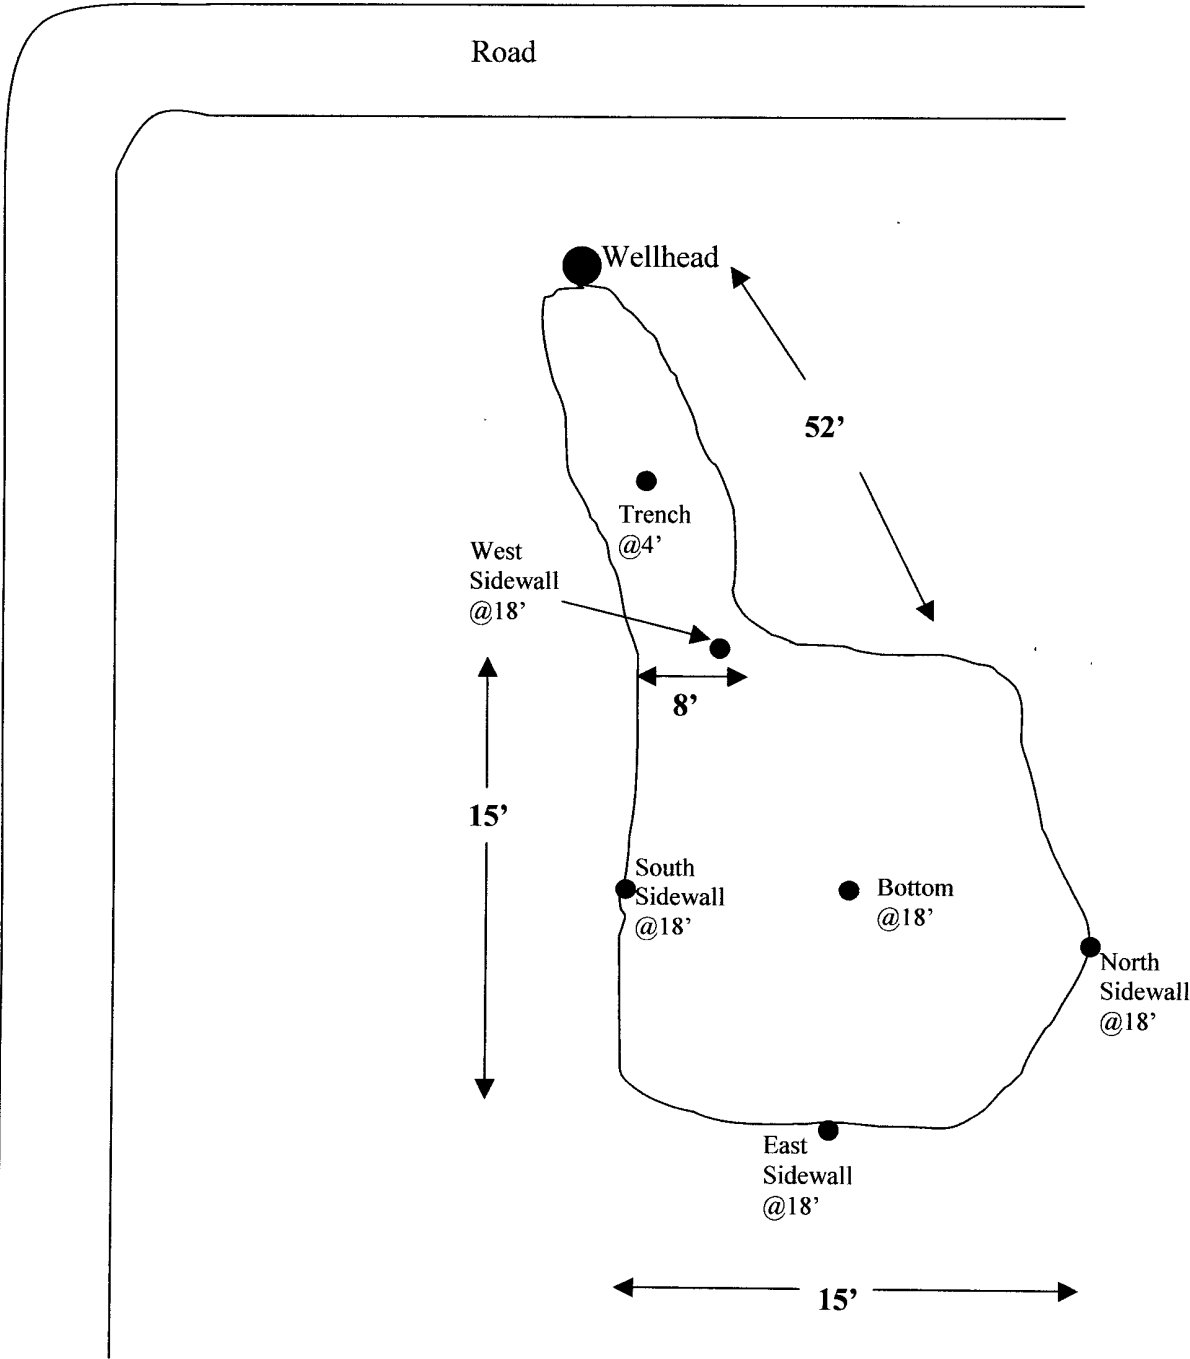 Road
Wellhead
52’
Trench
@4’
West
Sidewall
@18’
8’
15’
South
Sidewall
@18’
Bottom
@18’
North
Sidewall
@18’
East
Sidewall
@18’
15’